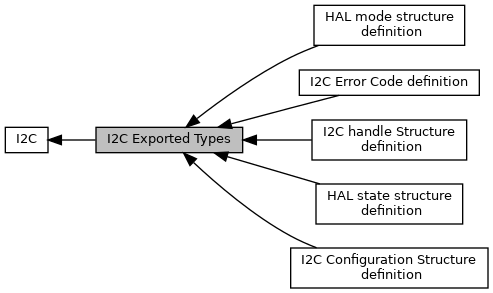 HAL mode structure
definition
I2C Error Code definition
I2C
I2C Exported Types
I2C handle Structure
definition
HAL state structure
definition
I2C Configuration Structure
definition